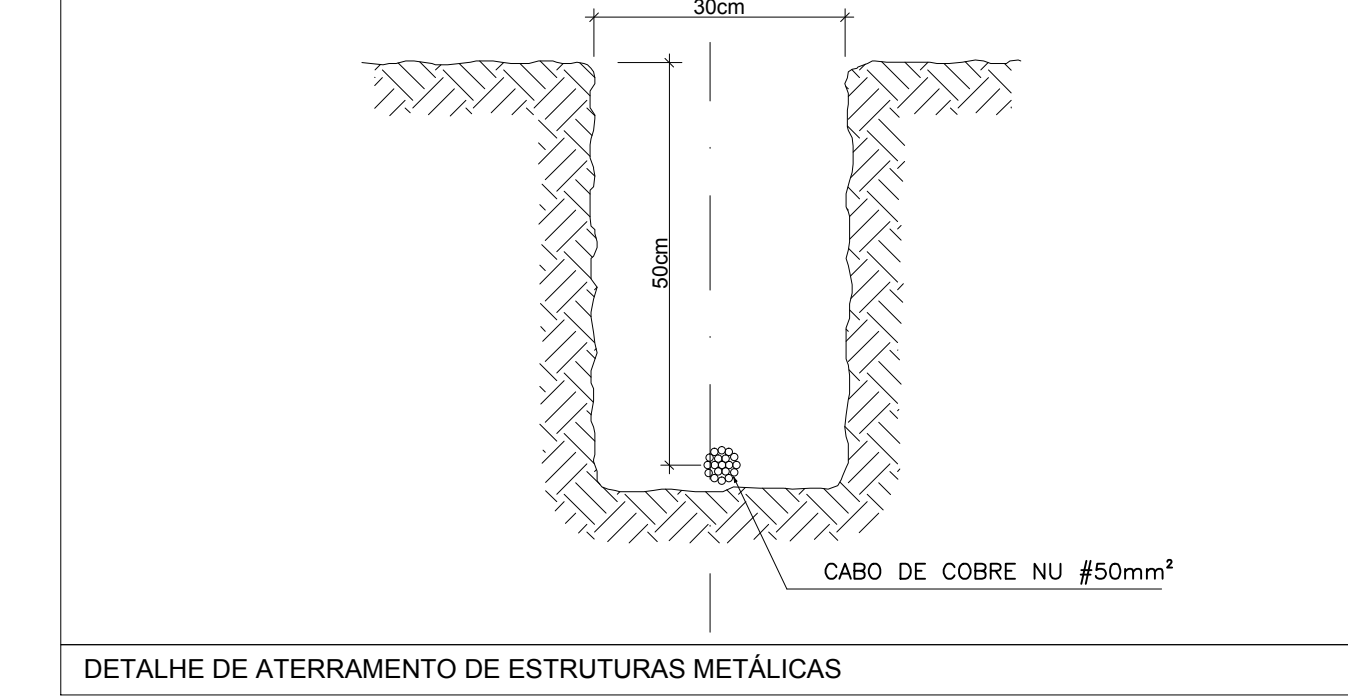 30cm
50cm
CABO DE COBRE NU #50mm²
DETALHE DE ATERRAMENTO DE ESTRUTURAS METÁLICAS